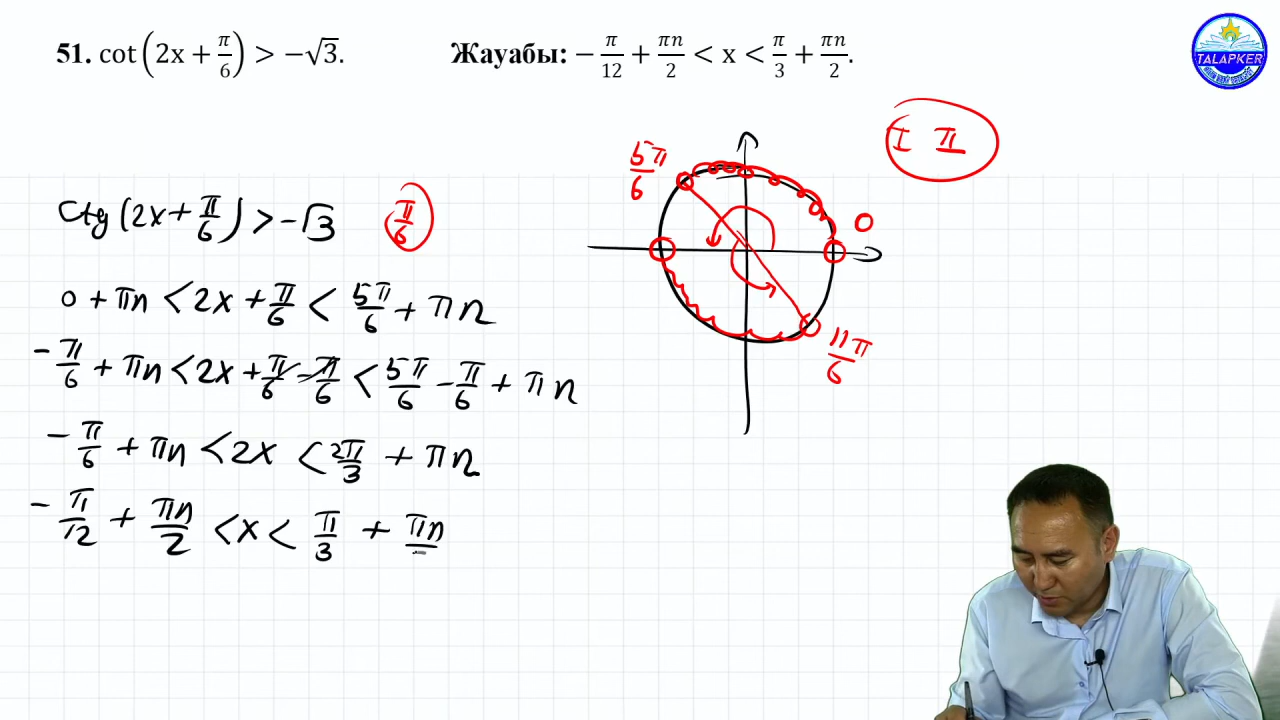 51. cot(2x + π/6) > −√3. Жауабы: − π/12 + πn/2 < x < π/3 + πn/2.
TALAPKER
I II
5π/6
0
ctg(2x + π/6) > −√3 π/6
0 + πn < 2x + π/6 < 5π/6 + πn
11π/6
−π/6 + πn < 2x + π/6 − π/6 < 5π/6 − π/6 + πn
−π/6 + πn < 2x < 2π/3 + πn
−π/12 + πn/2 < x < π/3 + πn